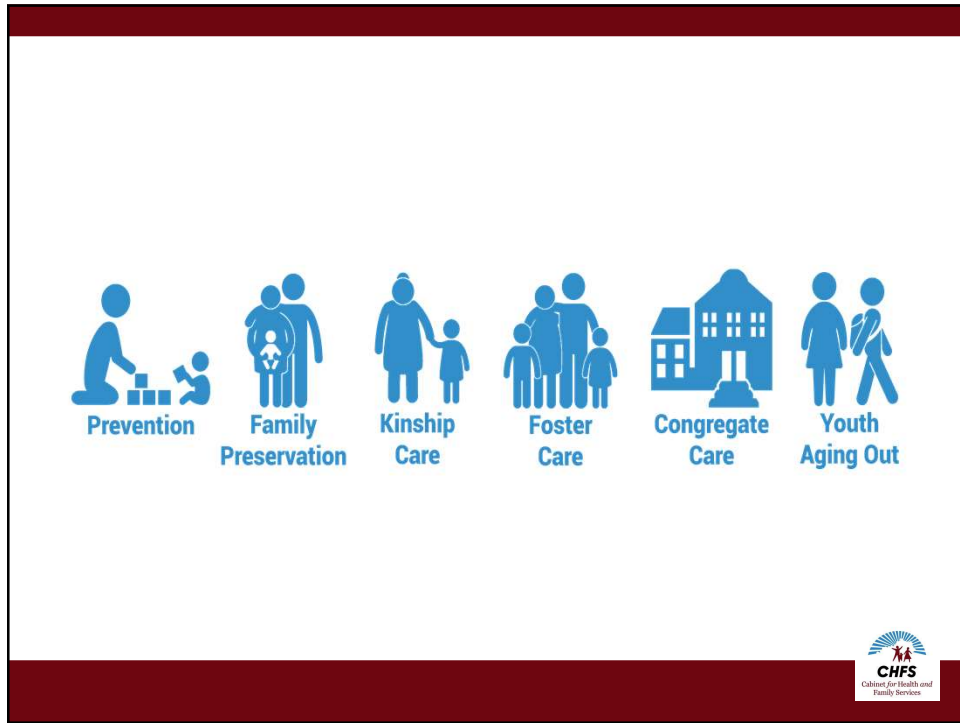 Prevention
Family
Preservation
Kinship
Care
Foster
Care
Congregate
Care
Youth
Aging Out
CHFS
Cabinet for Health and
Family Services